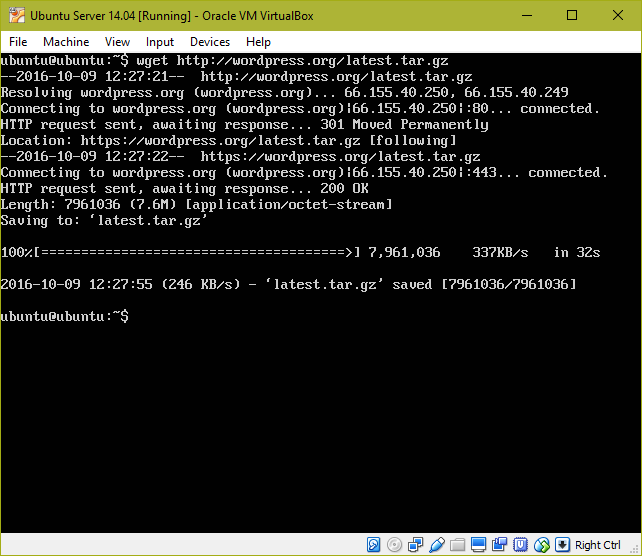 Ubuntu Server 14.04 [Running] - Oracle VM VirtualBox
File Machine View Input Devices Help
ubuntu@ubuntu:~$ wget http://wordpress.org/latest.tar.gz
--2016-10-09 12:27:21--  http://wordpress.org/latest.tar.gz
Resolving wordpress.org (wordpress.org)... 66.155.40.250, 66.155.40.249
Connecting to wordpress.org (wordpress.org)|66.155.40.250|:80... connected.
HTTP request sent, awaiting response... 301 Moved Permanently
Location: https://wordpress.org/latest.tar.gz [following]
--2016-10-09 12:27:22--  https://wordpress.org/latest.tar.gz
Connecting to wordpress.org (wordpress.org)|66.155.40.250|:443... connected.
HTTP request sent, awaiting response... 200 OK
Length: 7961036 (7.6M) [application/octet-stream]
Saving to: ‘latest.tar.gz’
100%[======================================>] 7,961,036    337KB/s   in 32s
2016-10-09 12:27:55 (246 KB/s) - ‘latest.tar.gz’ saved [7961036/7961036]
ubuntu@ubuntu:~$
Right Ctrl